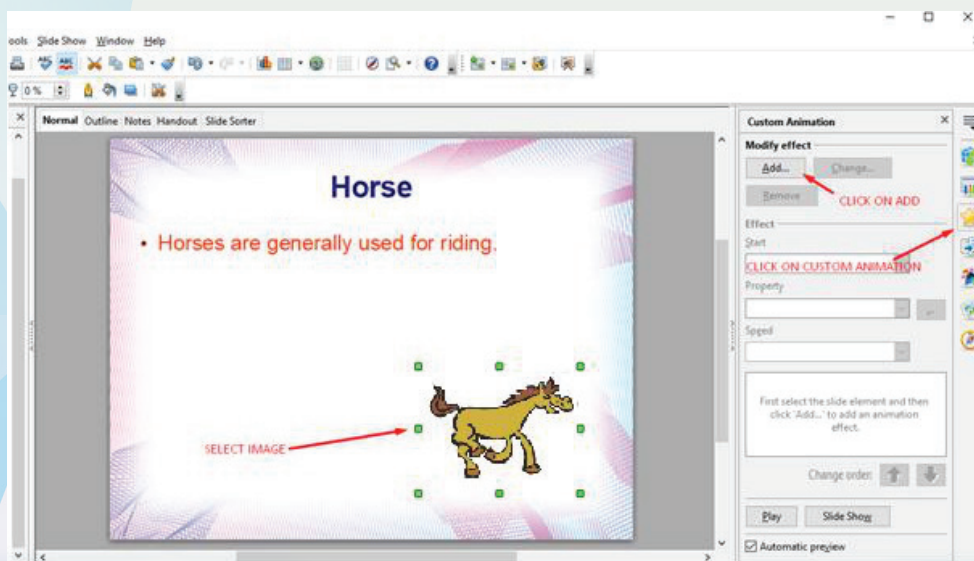 ools Slide Show Window Help
0%
Normal Outline Notes Handout Slide Sorter
Horse
• Horses are generally used for riding.
SELECT IMAGE
Custom Animation
Modify effect
Add... Change...
Remove
CLICK ON ADD
Effect
Start
CLICK ON CUSTOM ANIMATION
Property
...
Speed
First select the slide element and then
click 'Add...' to add an animation
effect.
Change order:
Play Slide Show
Automatic preview